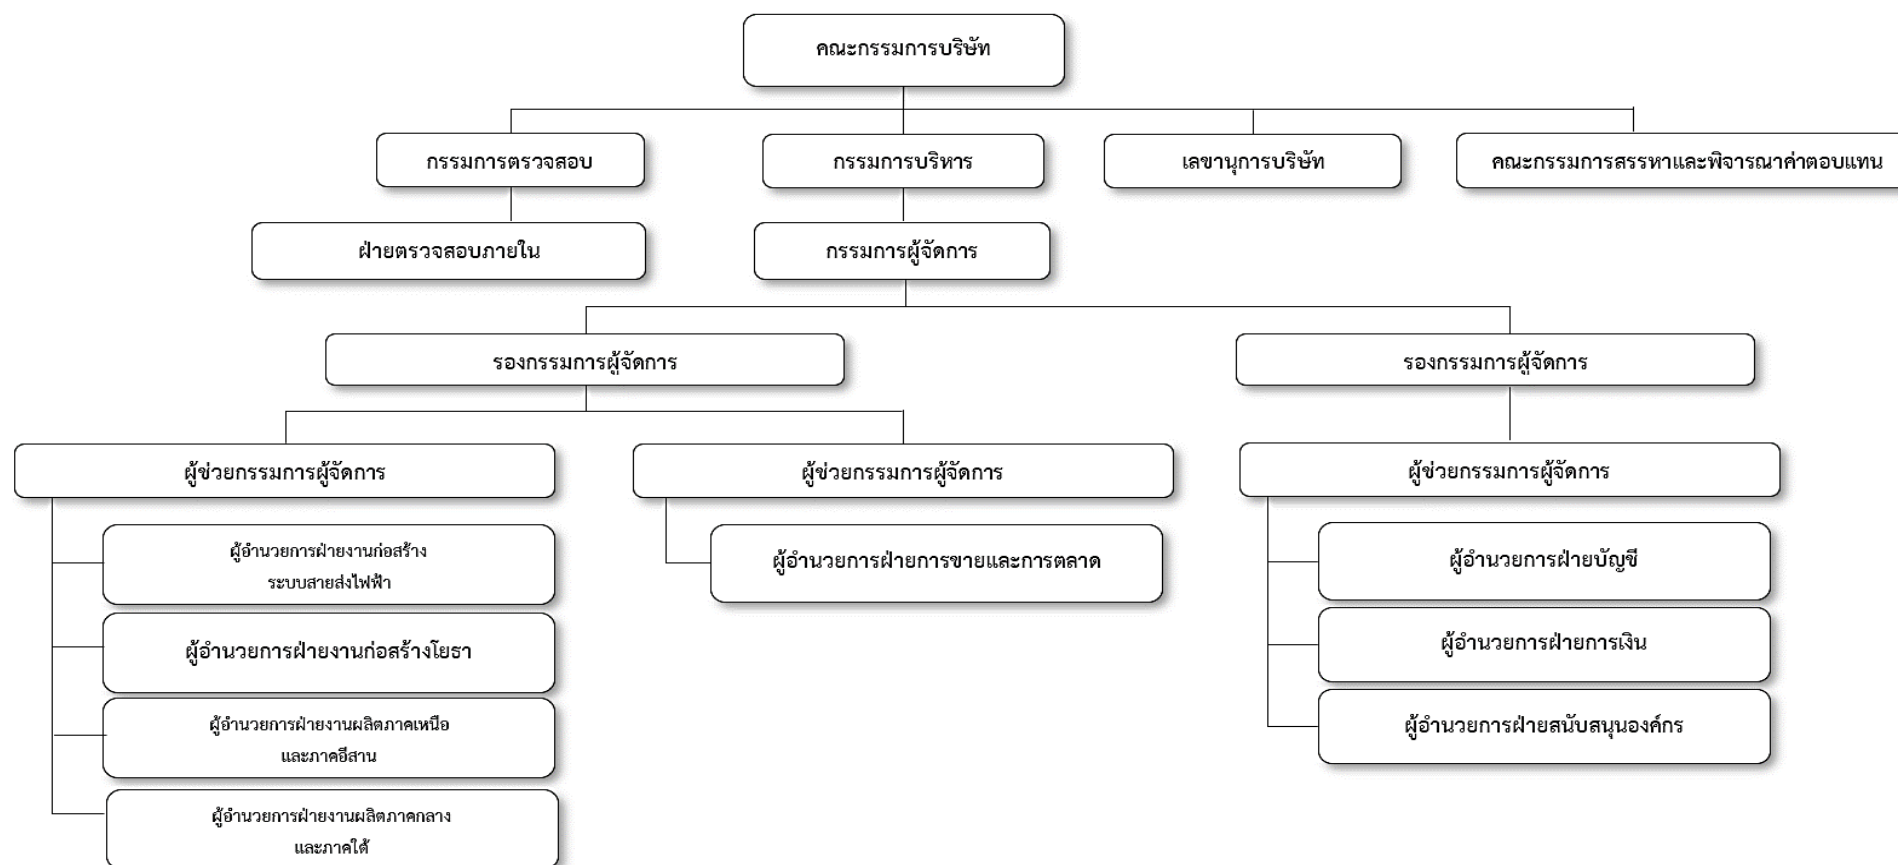 คณะกรรมการบริษัท
กรรมการตรวจสอบ
กรรมการบริหาร
เลขานุการบริษัท
คณะกรรมการสรรหาและพิจารณาค่าตอบแทน
ฝ่ายตรวจสอบภายใน
กรรมการผู้จัดการ
รองกรรมการผู้จัดการ
รองกรรมการผู้จัดการ
ผู้ช่วยกรรมการผู้จัดการ
ผู้ช่วยกรรมการผู้จัดการ
ผู้ช่วยกรรมการผู้จัดการ
ผู้อำนวยการฝ่ายงานก่อสร้าง
ระบบสายส่งไฟฟ้า
ผู้อำนวยการฝ่ายงานก่อสร้างโยธา
ผู้อำนวยการฝ่ายงานผลิตภาคเหนือ
และภาคอีสาน
ผู้อำนวยการฝ่ายงานผลิตภาคกลาง
และภาคใต้
ผู้อำนวยการฝ่ายการขายและการตลาด
ผู้อำนวยการฝ่ายบัญชี
ผู้อำนวยการฝ่ายการเงิน
ผู้อำนวยการฝ่ายสนับสนุนองค์กร